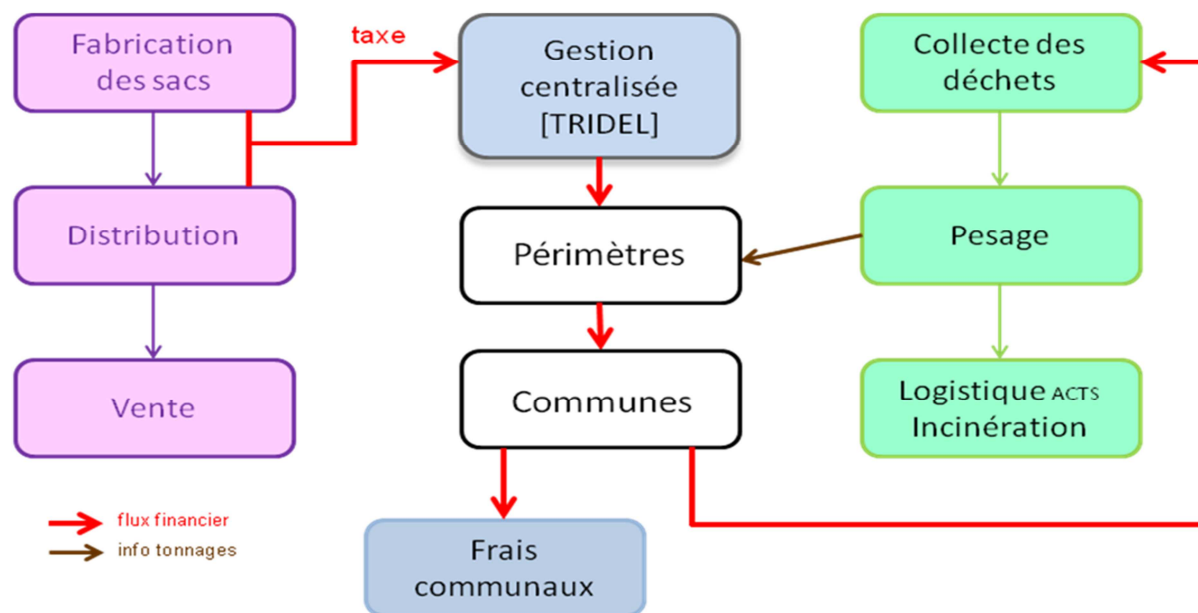 Fabrication
des sacs
Distribution
Vente
taxe
Gestion
centralisée
[TRIDEL]
Périmètres
Communes
Frais
communaux
Collecte des
déchets
Pesage
Logistique ACTS
Incinération
flux financier
info tonnages